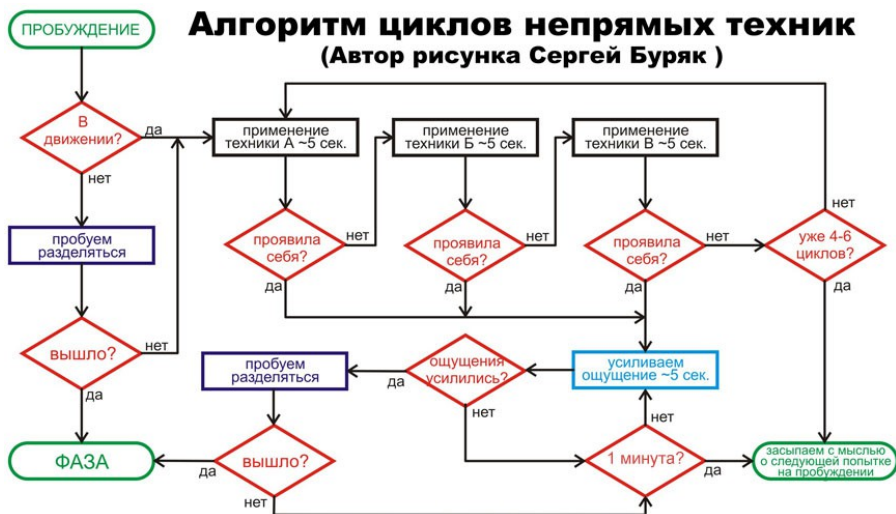 Алгоритм циклов непрямых техник
(Автор рисунка Сергей Буряк )
ПРОБУЖДЕНИЕ
В
движении?
да
нет
пробуем
разделяться
вышло?
нет
да
ФАЗА
применение
техники А ~5 сек.
проявила
себя?
нет
да
применение
техники Б ~5 сек.
проявила
себя?
нет
да
применение
техники В ~5 сек.
проявила
себя?
нет
да
уже 4-6
циклов?
нет
да
усиливаем
ощущение ~5 сек.
ощущения
усилились?
да
нет
пробуем
разделяться
вышло?
да
нет
1 минута?
нет
да
засыпаем с мыслью
о следующей попытке
на пробуждении